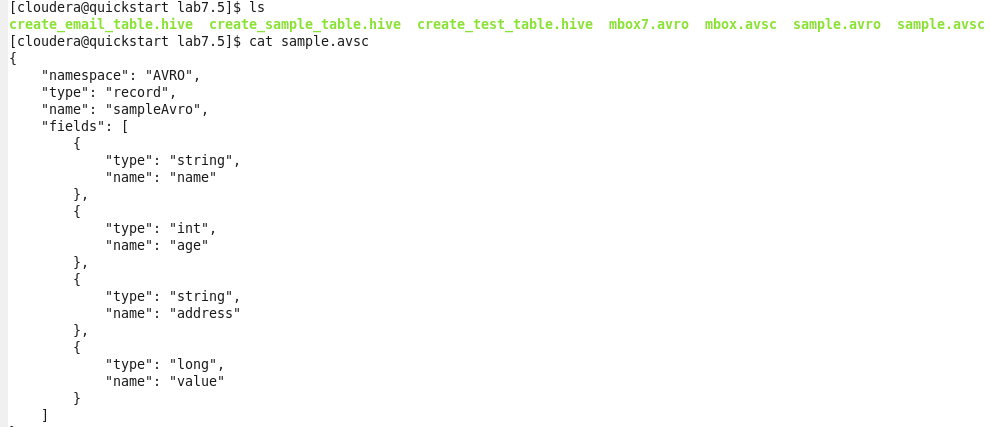 [cloudera@quickstart lab7.5]$ ls
create_email_table.hive  create_sample_table.hive  create_test_table.hive  mbox7.avro  mbox.avsc  sample.avro  sample.avsc
[cloudera@quickstart lab7.5]$ cat sample.avsc
{
    "namespace": "AVRO",
    "type": "record",
    "name": "sampleAvro",
    "fields": [
        {
            "type": "string",
            "name": "name"
        },
        {
            "type": "int",
            "name": "age"
        },
        {
            "type": "string",
            "name": "address"
        },
        {
            "type": "long",
            "name": "value"
        }
    ]